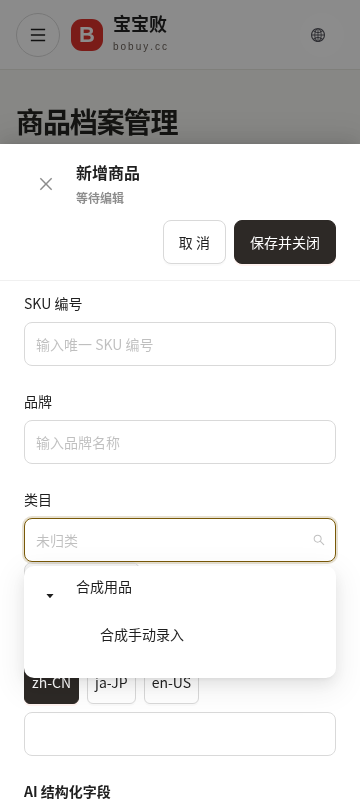 B 宝宝败
bobuy.cc
商品档案管理
新增商品
等待编辑
取 消 保存并关闭
SKU 编号
输入唯一 SKU 编号
品牌
输入品牌名称
类目
未归类
合成用品
合成手动录入
zh-CN ja-JP en-US
AI 结构化字段